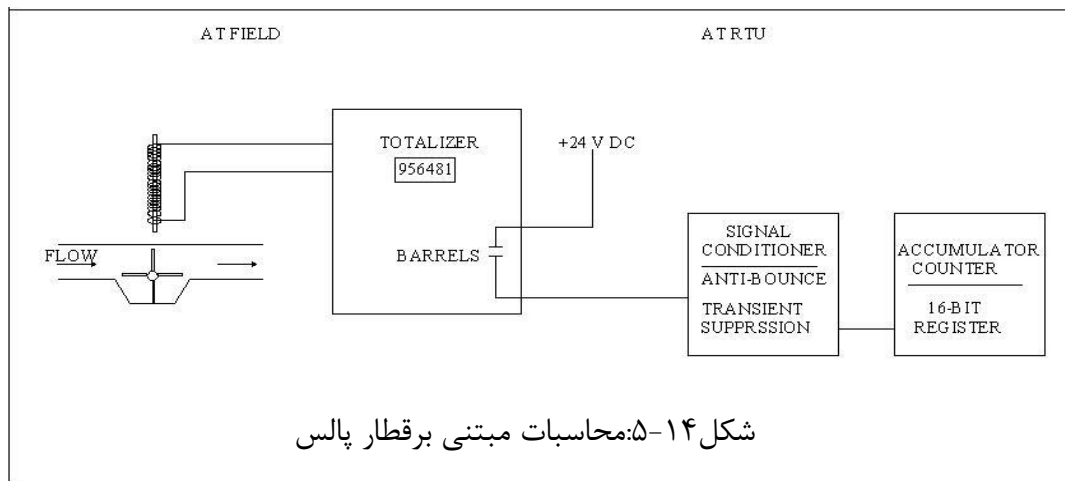 AT FIELD
AT RTU
TOTALIZER
956481
+24 V DC
BARRELS
FLOW
SIGNAL
CONDITIONER
ANTI-BOUNCE
TRANSIENT
SUPPRSSION
ACCUMULATOR
COUNTER
16-BIT
REGISTER
شکل۱۴-۵:محاسبات مبتنی برقطار پالس